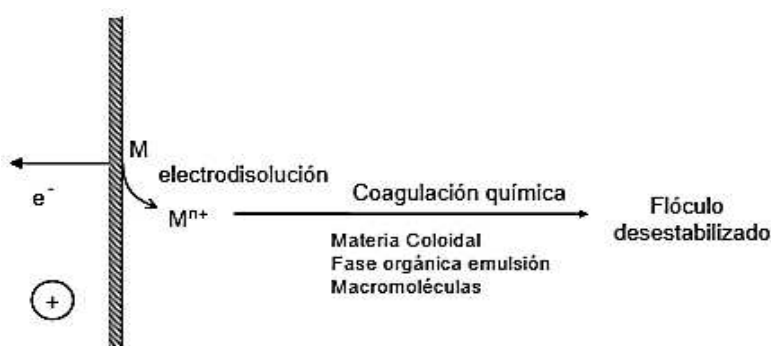 M
electrodisolución
e⁻
Mⁿ⁺
Coagulación química
Materia Coloidal
Fase orgánica emulsión
Macromoléculas
Flóculo
desestabilizado
+